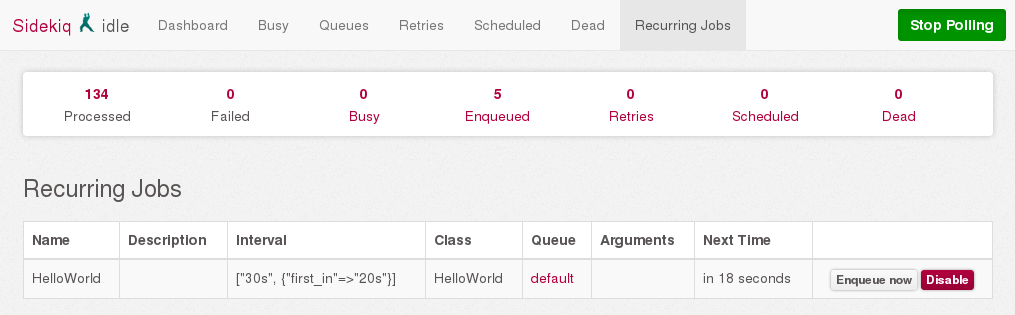 Sidekiq idle Dashboard Busy Queues Retries Scheduled Dead Recurring Jobs Stop Polling
134 0 0 5 0 0 0
Processed Failed Busy Enqueued Retries Scheduled Dead
Recurring Jobs
Name Description Interval Class Queue Arguments Next Time
HelloWorld ["30s", {"first_in"=>"20s"}] HelloWorld default in 18 seconds Enqueue now Disable